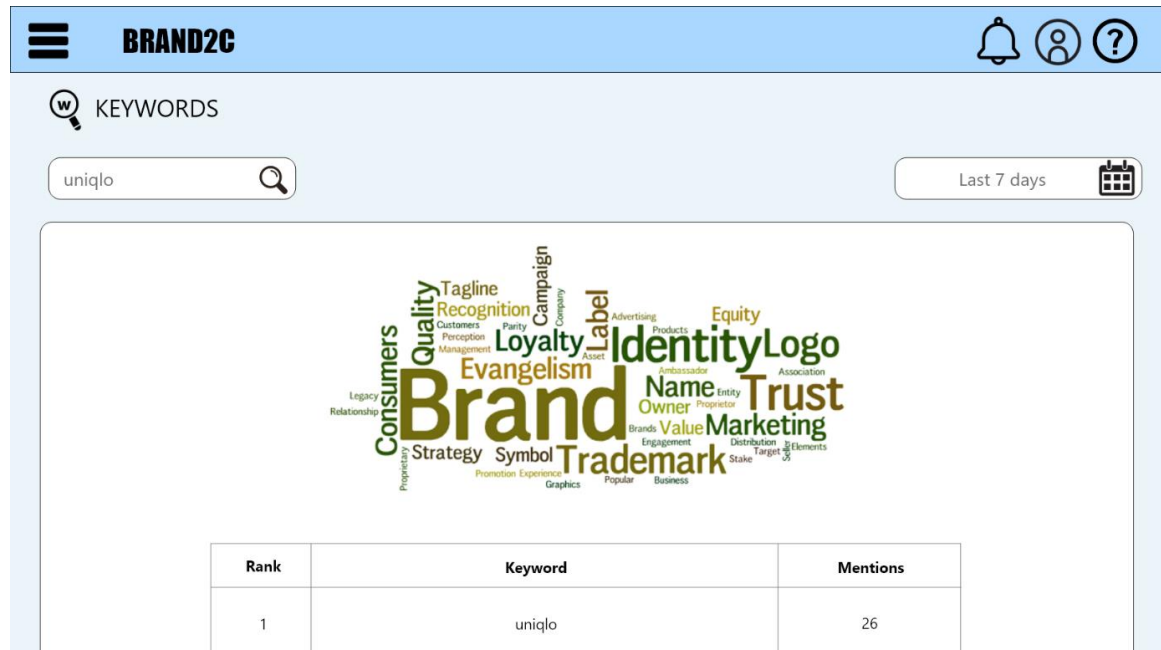 BRAND2C
?
w KEYWORDS
uniqlo
Last 7 days
Campaign
Quality
Tagline
Recognition
Company
Label
Customers
Parity
Advertising
Equity
Consumers
Perception
Loyalty
Products
Identity
Logo
Management
Asset
Evangelism
Ambassador
Association
Brand
Name
Entity
Trust
Legacy
Relationship
Owner
Proprietor
Brands
Value
Marketing
Engagement
Distribution
Seller
Elements
Strategy
Symbol
Trademark
Stake
Target
Proprietary
Promotion
Experience
Graphics
Popular
Business
Rank Keyword Mentions
1 uniqlo 26